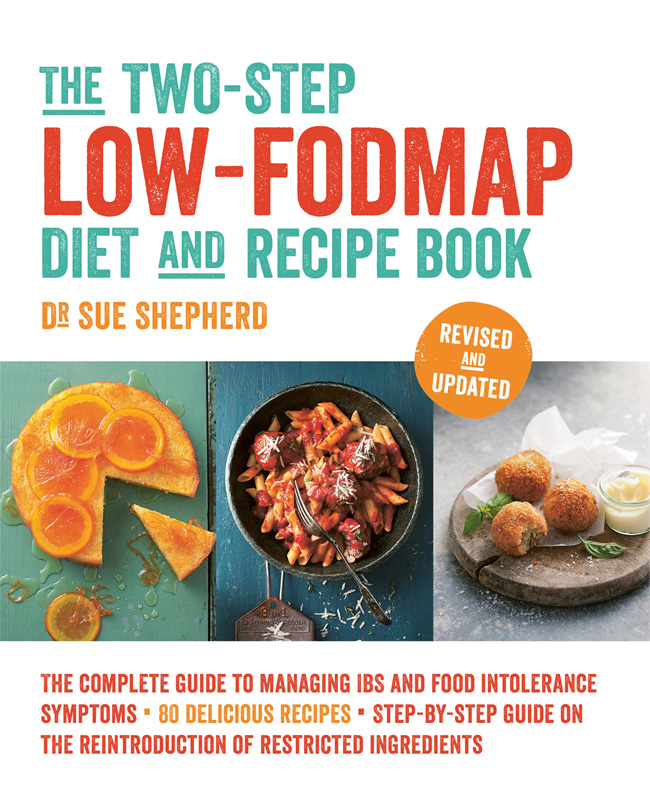 THE TWO-STEP
LOW-FODMAP
DIET AND RECIPE BOOK
DR SUE SHEPHERD
REVISED
AND
UPDATED
THE COMPLETE GUIDE TO MANAGING IBS AND FOOD INTOLERANCE
SYMPTOMS • 80 DELICIOUS RECIPES • STEP-BY-STEP GUIDE ON
THE REINTRODUCTION OF RESTRICTED INGREDIENTS